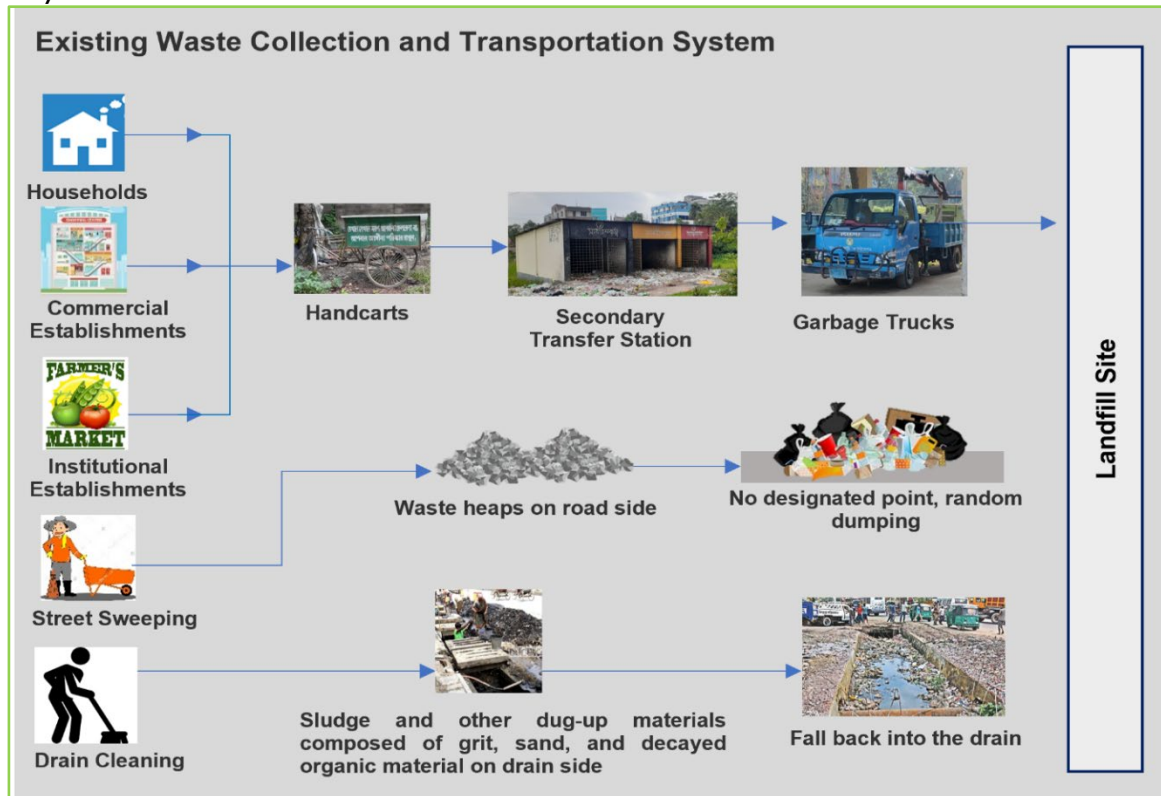 Existing Waste Collection and Transportation System
Households
Commercial
Establishments
FARMER'S
MARKET
Institutional
Establishments
Street Sweeping
Drain Cleaning
Handcarts
Secondary
Transfer Station
Garbage Trucks
Waste heaps on road side
No designated point, random
dumping
Sludge and other dug-up materials
composed of grit, sand, and decayed
organic material on drain side
Fall back into the drain
Landfill Site